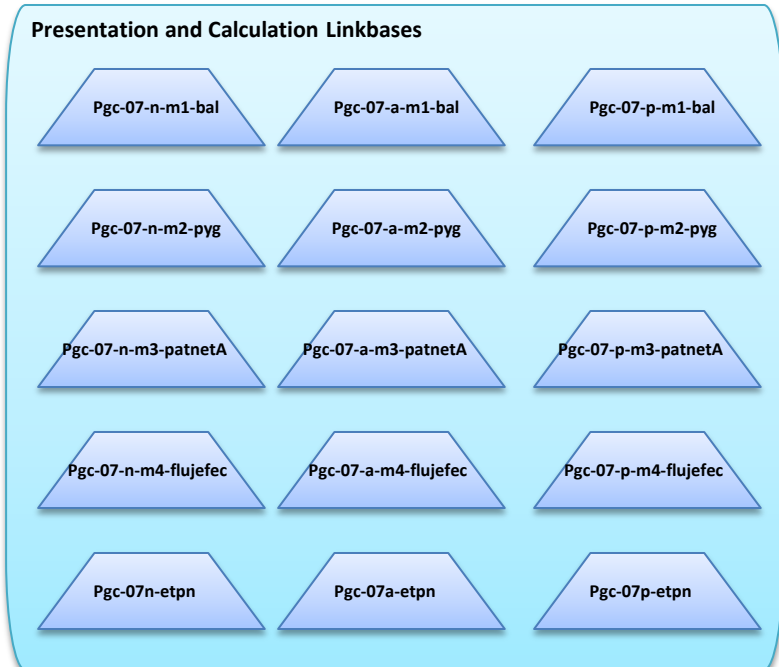 Presentation and Calculation Linkbases
Pgc-07-n-m1-bal
Pgc-07-a-m1-bal
Pgc-07-p-m1-bal
Pgc-07-n-m2-pyg
Pgc-07-a-m2-pyg
Pgc-07-p-m2-pyg
Pgc-07-n-m3-patnetA
Pgc-07-a-m3-patnetA
Pgc-07-p-m3-patnetA
Pgc-07-n-m4-flujefec
Pgc-07-a-m4-flujefec
Pgc-07-p-m4-flujefec
Pgc-07n-etpn
Pgc-07a-etpn
Pgc-07p-etpn